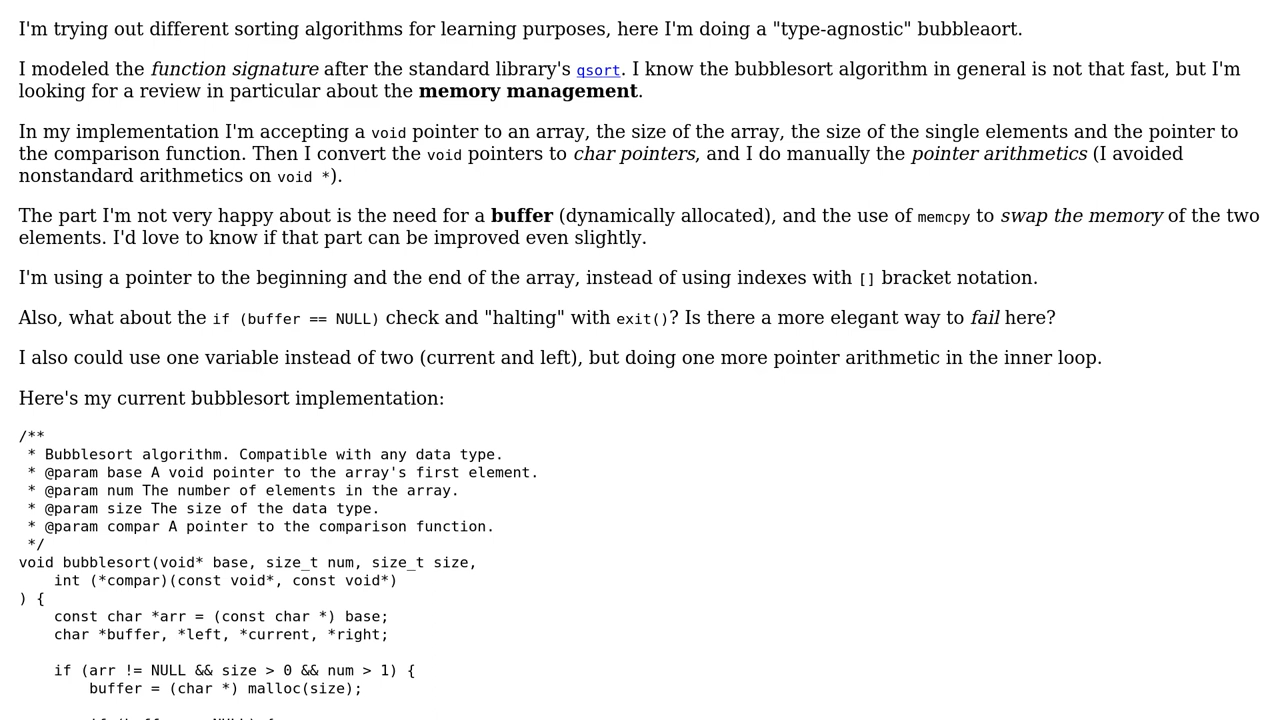 I'm trying out different sorting algorithms for learning purposes, here I'm doing a "type-agnostic" bubbleaort.
I modeled the function signature after the standard library's qsort. I know the bubblesort algorithm in general is not that fast, but I'm
looking for a review in particular about the memory management.
In my implementation I'm accepting a void pointer to an array, the size of the array, the size of the single elements and the pointer to
the comparison function. Then I convert the void pointers to char pointers, and I do manually the pointer arithmetics (I avoided
nonstandard arithmetics on void *).
The part I'm not very happy about is the need for a buffer (dynamically allocated), and the use of memcpy to swap the memory of the two
elements. I'd love to know if that part can be improved even slightly.
I'm using a pointer to the beginning and the end of the array, instead of using indexes with [] bracket notation.
Also, what about the if (buffer == NULL) check and "halting" with exit()? Is there a more elegant way to fail here?
I also could use one variable instead of two (current and left), but doing one more pointer arithmetic in the inner loop.
Here's my current bubblesort implementation:
/**
 * Bubblesort algorithm. Compatible with any data type.
 * @param base A void pointer to the array's first element.
 * @param num The number of elements in the array.
 * @param size The size of the data type.
 * @param compar A pointer to the comparison function.
 */
void bubblesort(void* base, size_t num, size_t size,
    int (*compar)(const void*, const void*)
) {
    const char *arr = (const char *) base;
    char *buffer, *left, *current, *right;
    if (arr != NULL && size > 0 && num > 1) {
        buffer = (char *) malloc(size);